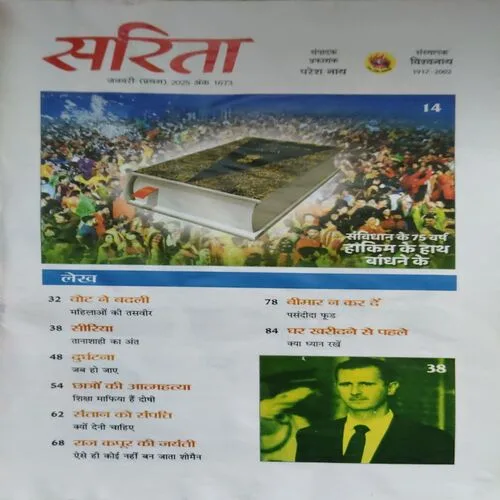 सरिता
जनवरी (प्रथम) 2025 अंक 1673
संपादक
प्रकाशक
परेश नाथ
संस्थापक
विश्वनाथ
1917-2002
14
संविधान के 75 वर्ष
हाकिम के हाथ
बांधने के
लेख
32 वोट ने बदली
महिलाओं की तसवीर
38 सीरिया
तानाशाही का अंत
48 दुर्घटना
जब हो जाए
54 छात्रों की आत्महत्या
शिक्षा माफिया हैं दोषी
62 संतान को संपत्ति
क्यों देनी चाहिए
68 राज कपूर की जयंती
ऐसे ही कोई नहीं बन जाता शोमैन
78 बीमार न कर दें
पसंदीदा फूड
84 घर खरीदने से पहले
क्या ध्यान रखें
38